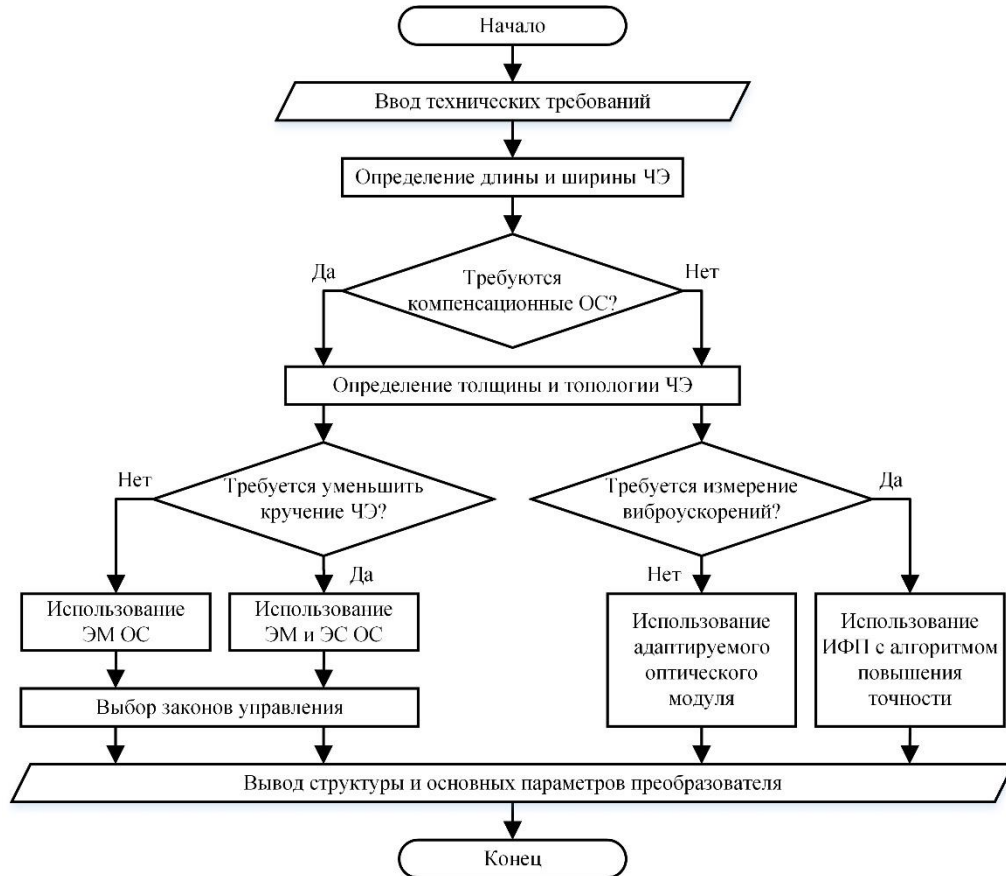 Начало
Ввод технических требований
Определение длины и ширины ЧЭ
Да
Нет
Требуются
компенсационные ОС?
Определение толщины и топологии ЧЭ
Нет
Требуется уменьшить
кручение ЧЭ?
Да
Требуется измерение
виброускорений?
Да
Нет
Использование
ЭМ ОС
Использование
ЭМ и ЭС ОС
Использование
адаптируемого
оптического
модуля
Использование
ИФП с алгоритмом
повышения
точности
Выбор законов управления
Вывод структуры и основных параметров преобразователя
Конец